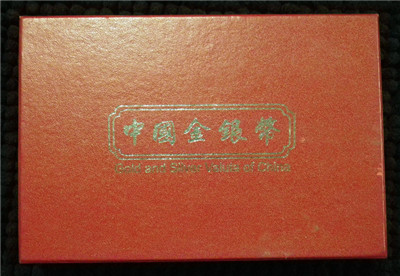 中國金銀幣
Gold and Silver Coins of China